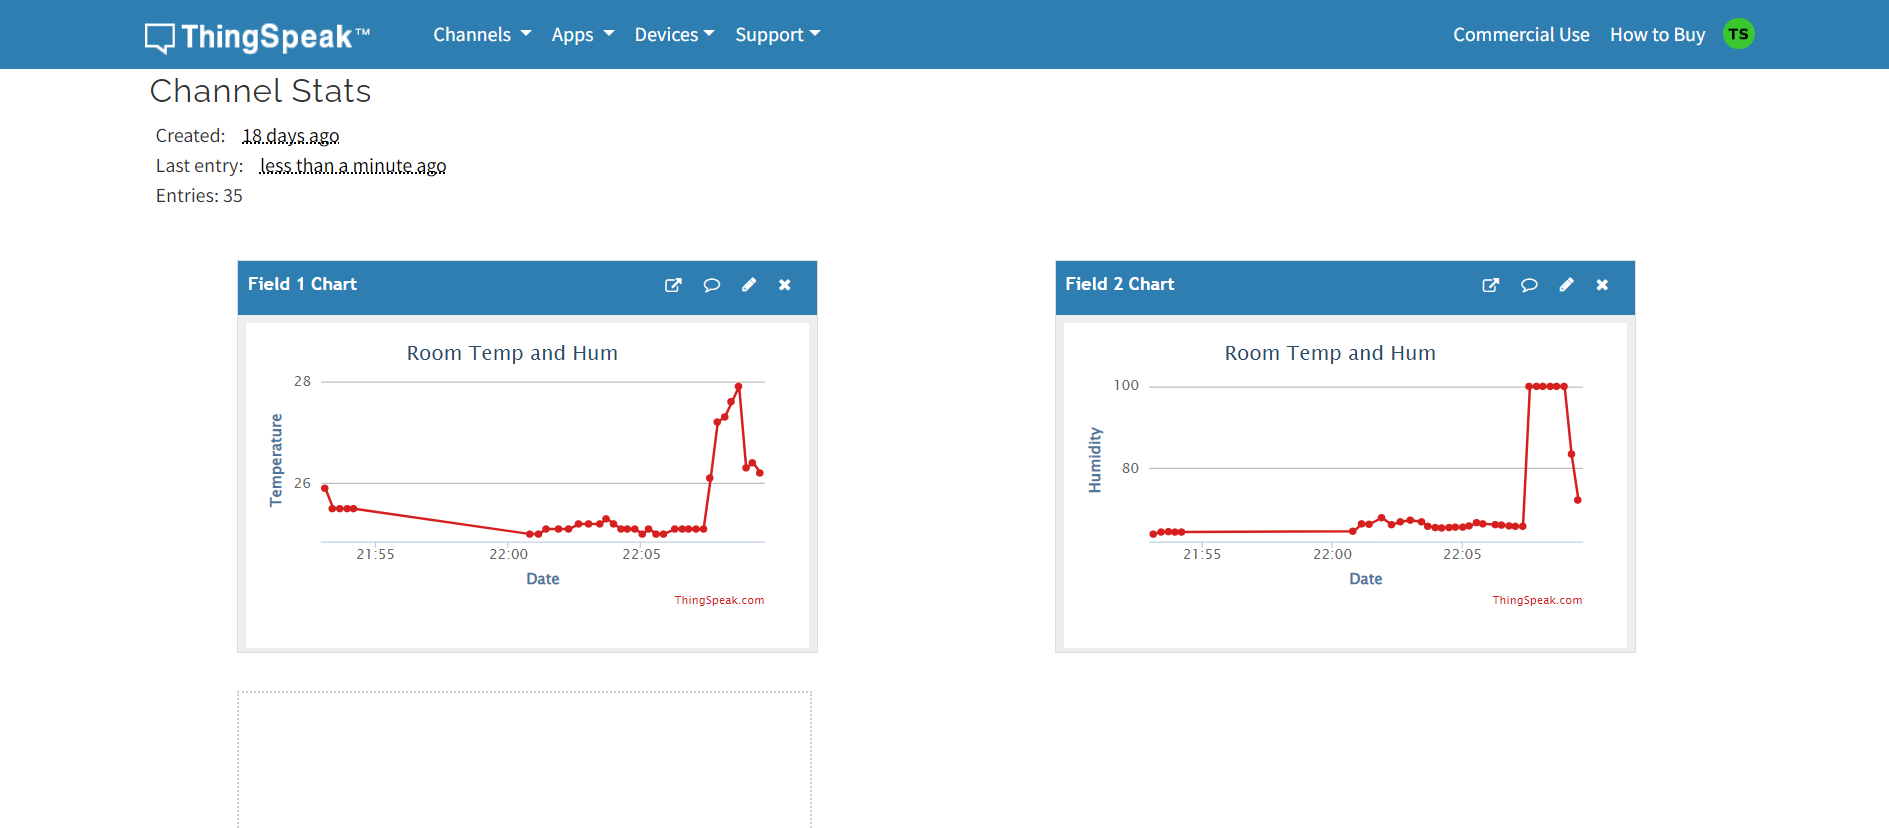 ThingSpeak™ Channels Apps Devices Support Commercial Use How to Buy TS
Channel Stats
Created: 18 days ago
Last entry: less than a minute ago
Entries: 35
Field 1 Chart
Room Temp and Hum
Temperature
28
26
21:55 22:00 22:05
Date
ThingSpeak.com
Field 2 Chart
Room Temp and Hum
Humidity
100
80
21:55 22:00 22:05
Date
ThingSpeak.com